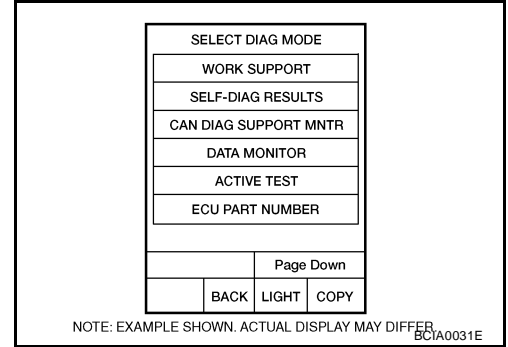 SELECT DIAG MODE
WORK SUPPORT
SELF-DIAG RESULTS
CAN DIAG SUPPORT MNTR
DATA MONITOR
ACTIVE TEST
ECU PART NUMBER
Page Down
BACK LIGHT COPY
NOTE: EXAMPLE SHOWN. ACTUAL DISPLAY MAY DIFFER.
BCIA0031E